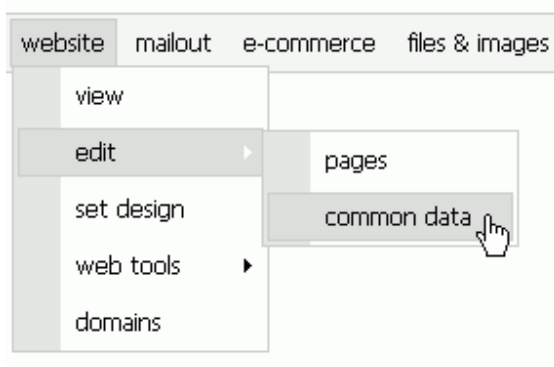 website mailout e-commerce files & images
view
edit
pages
set design
common data
web tools
domains